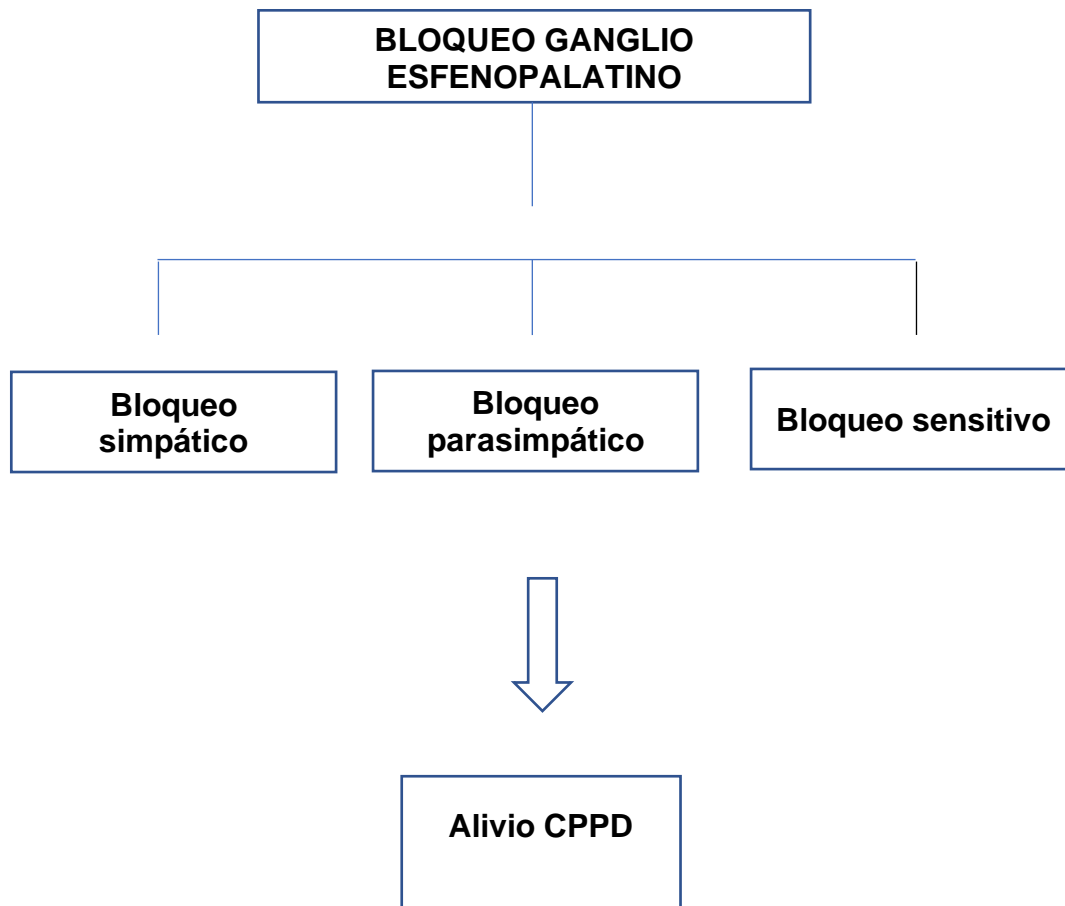 BLOQUEO GANGLIO
ESFENOPALATINO
Bloqueo
simpático
Bloqueo
parasimpático
Bloqueo sensitivo
Alivio CPPD